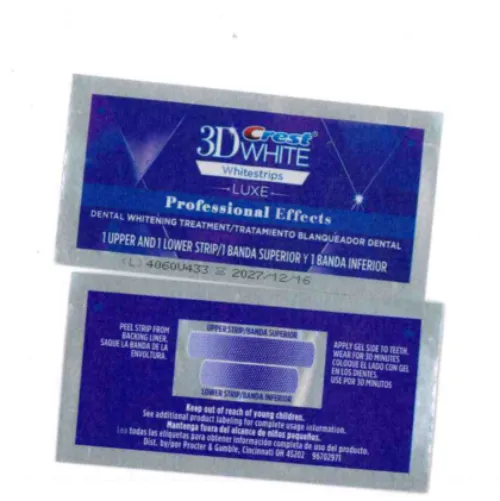 Crest
3D WHITE
Whitestrips
LUXE
Professional Effects
DENTAL WHITENING TREATMENT/TRATAMIENTO BLANQUEADOR DENTAL
1 UPPER AND 1 LOWER STRIP/1 BANDA SUPERIOR Y 1 BANDA INFERIOR
(L) 4060V433 ⌛ 2027/12/16
PEEL STRIP FROM
BACKING LINER.
SAQUE LA BANDA DE LA
ENVOLTURA.
UPPER STRIP/BANDA SUPERIOR
LOWER STRIP/BANDA INFERIOR
APPLY GEL SIDE TO TEETH.
WEAR FOR 30 MINUTES
COLOQUE EL LADO CON GEL
EN LOS DIENTES.
USE POR 30 MINUTOS
Keep out of reach of young children.
See additional product labeling for complete usage information.
Mantenga fuera del alcance de niños pequeños.
Lea todas las etiquetas para obtener información completa de uso del producto.
Dist. by/por Procter & Gamble, Cincinnati OH 45202 96702971